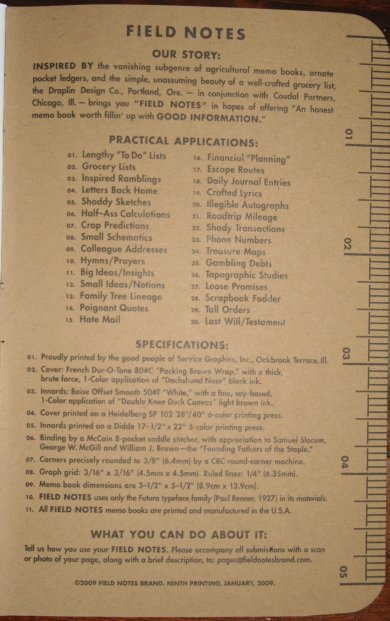 FIELD NOTES
OUR STORY:
INSPIRED BY the vanishing subgenre of agricultural memo books, ornate
pocket ledgers, and the simple, unassuming beauty of a well-crafted grocery list,
the Draplin Design Co., Portland, Ore. – in conjunction with Coudal Partners,
Chicago, Ill. – brings you "FIELD NOTES" in hopes of offering "An honest
memo book worth fillin' up with GOOD INFORMATION."
PRACTICAL APPLICATIONS:
01. Lengthy "To Do" Lists
02. Grocery Lists
03. Inspired Ramblings
04. Letters Back Home
05. Shoddy Sketches
06. Half-Ass Calculations
07. Crop Predictions
08. Small Schematics
09. Colleague Addresses
10. Hymns/Prayers
11. Big Ideas/Insights
12. Small Ideas/Notions
13. Family Tree Lineage
14. Poignant Quotes
15. Hate Mail
16. Financial "Planning"
17. Escape Routes
18. Daily Journal Entries
19. Crafted Lyrics
20. Illegible Autographs
21. Roadtrip Mileage
22. Shady Transactions
23. Phone Numbers
24. Treasure Maps
25. Gambling Debts
26. Topographic Studies
27. Loose Promises
28. Scrapbook Fodder
29. Tall Orders
30. Last Will/Testament
SPECIFICATIONS:
01. Proudly printed by the good people of Service Graphics, Inc., Oakbrook Terrace, Ill.
02. Cover: French Dur-O-Tone 80#C "Packing Brown Wrap," with a thick,
brute force, 1-Color application of "Dachshund Nose" black ink.
03. Innards: Boise Offset Smooth 50#T "White," with a fine, soy-based,
1-Color application of "Double Knee Duck Canvas" light brown ink.
04. Cover printed on a Heidelberg SP 102 28"/40" 6-color printing press.
05. Innards printed on a Didde 17-1/2" x 22" 5-color printing press.
06. Binding by a McCain 8-pocket saddle stitcher, with appreciation to Samuel Slocum,
George W. McGill and William J. Brown — the "Founding Fathers of the Staple."
07. Corners precisely rounded to 3/8" (6.4mm) by a CRC round-corner machine.
08. Graph grid: 3/16" x 3/16" (4.5mm x 4.5mm). Ruled lines: 1/4" (6.35mm).
09. Memo book dimensions are 3-1/2" x 5-1/2" (8.9cm x 13.9cm).
10. FIELD NOTES uses only the Futura typeface family (Paul Renner, 1927) in its materials.
11. All FIELD NOTES memo books are printed and manufactured in the U.S.A.
WHAT YOU CAN DO ABOUT IT:
Tell us how you use your FIELD NOTES. Please accompany all submissions with a scan
or photo of your page, along with a brief description, to: pages@fieldnotesbrand.com.
©2009 FIELD NOTES BRAND. NINTH PRINTING, JANUARY, 2009.
01
02
03
04
05